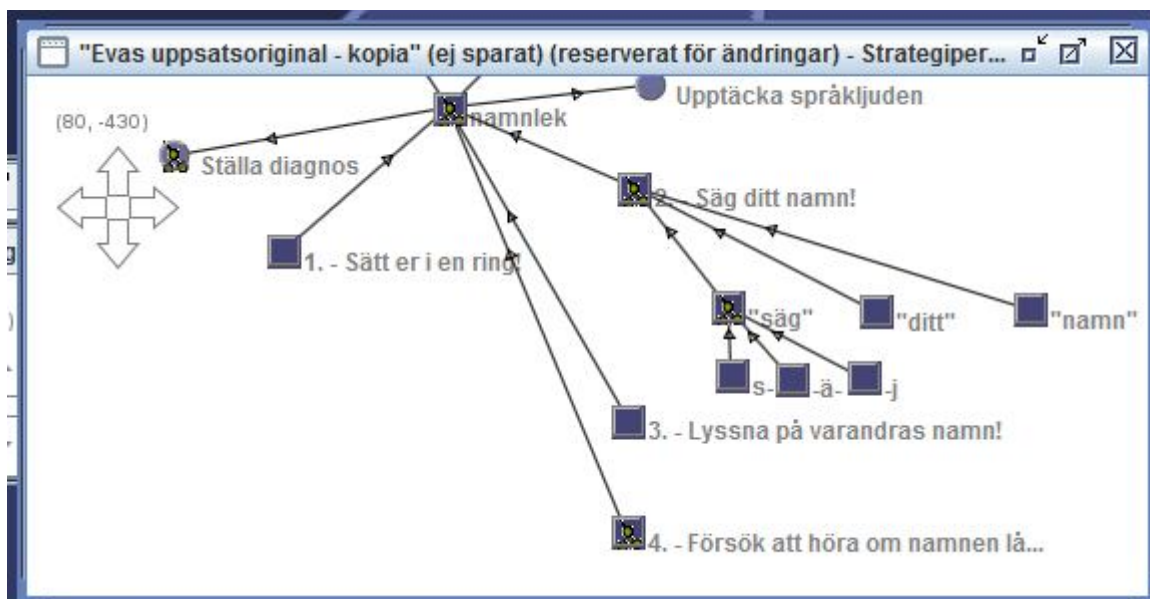 "Evas uppsatsoriginal - kopia" (ej sparat) (reserverat för ändringar) - Strategiper...
Upptäcka språkljuden
namnlek
(80, -430)
Ställa diagnos
2. - Säg ditt namn!
1. - Sätt er i en ring!
"säg"
"ditt"
"namn"
s-
-ä-
-j
3. - Lyssna på varandras namn!
4. - Försök att höra om namnen lå...